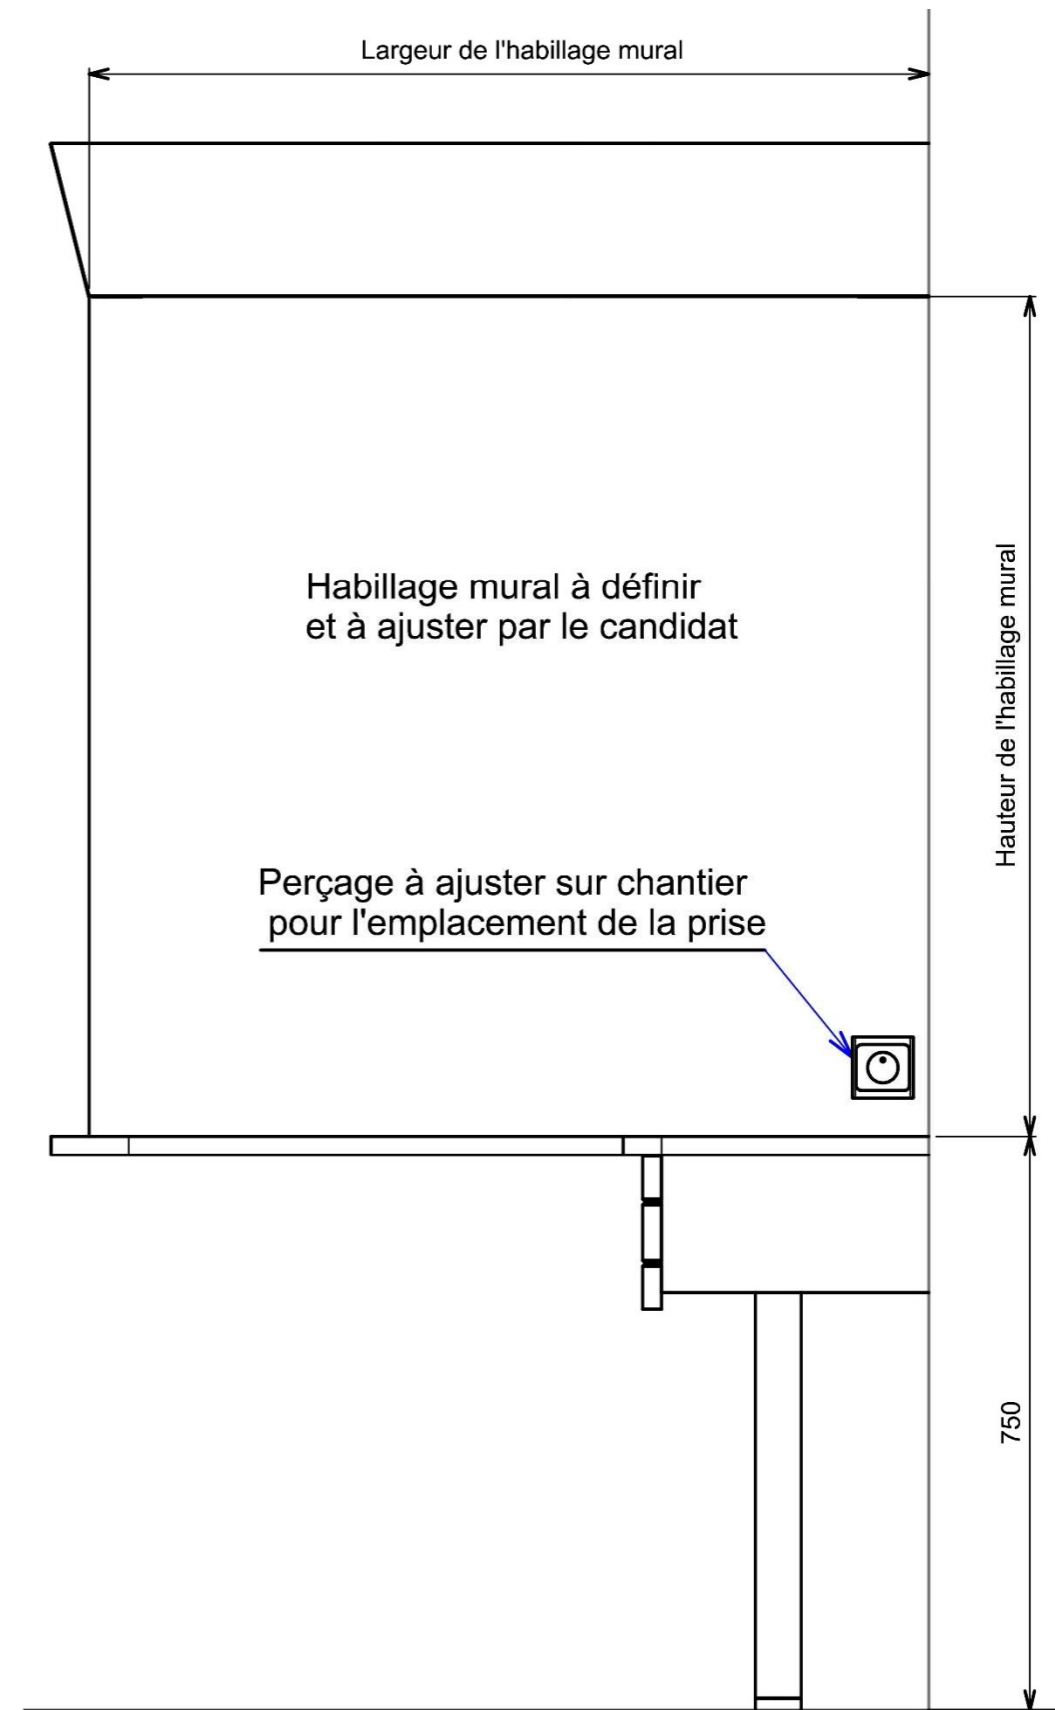 Largeur de l'habillage mural
Habillage mural à définir
et à ajuster par le candidat
Hauteur de l'habillage mural
Perçage à ajuster sur chantier
pour l'emplacement de la prise
750